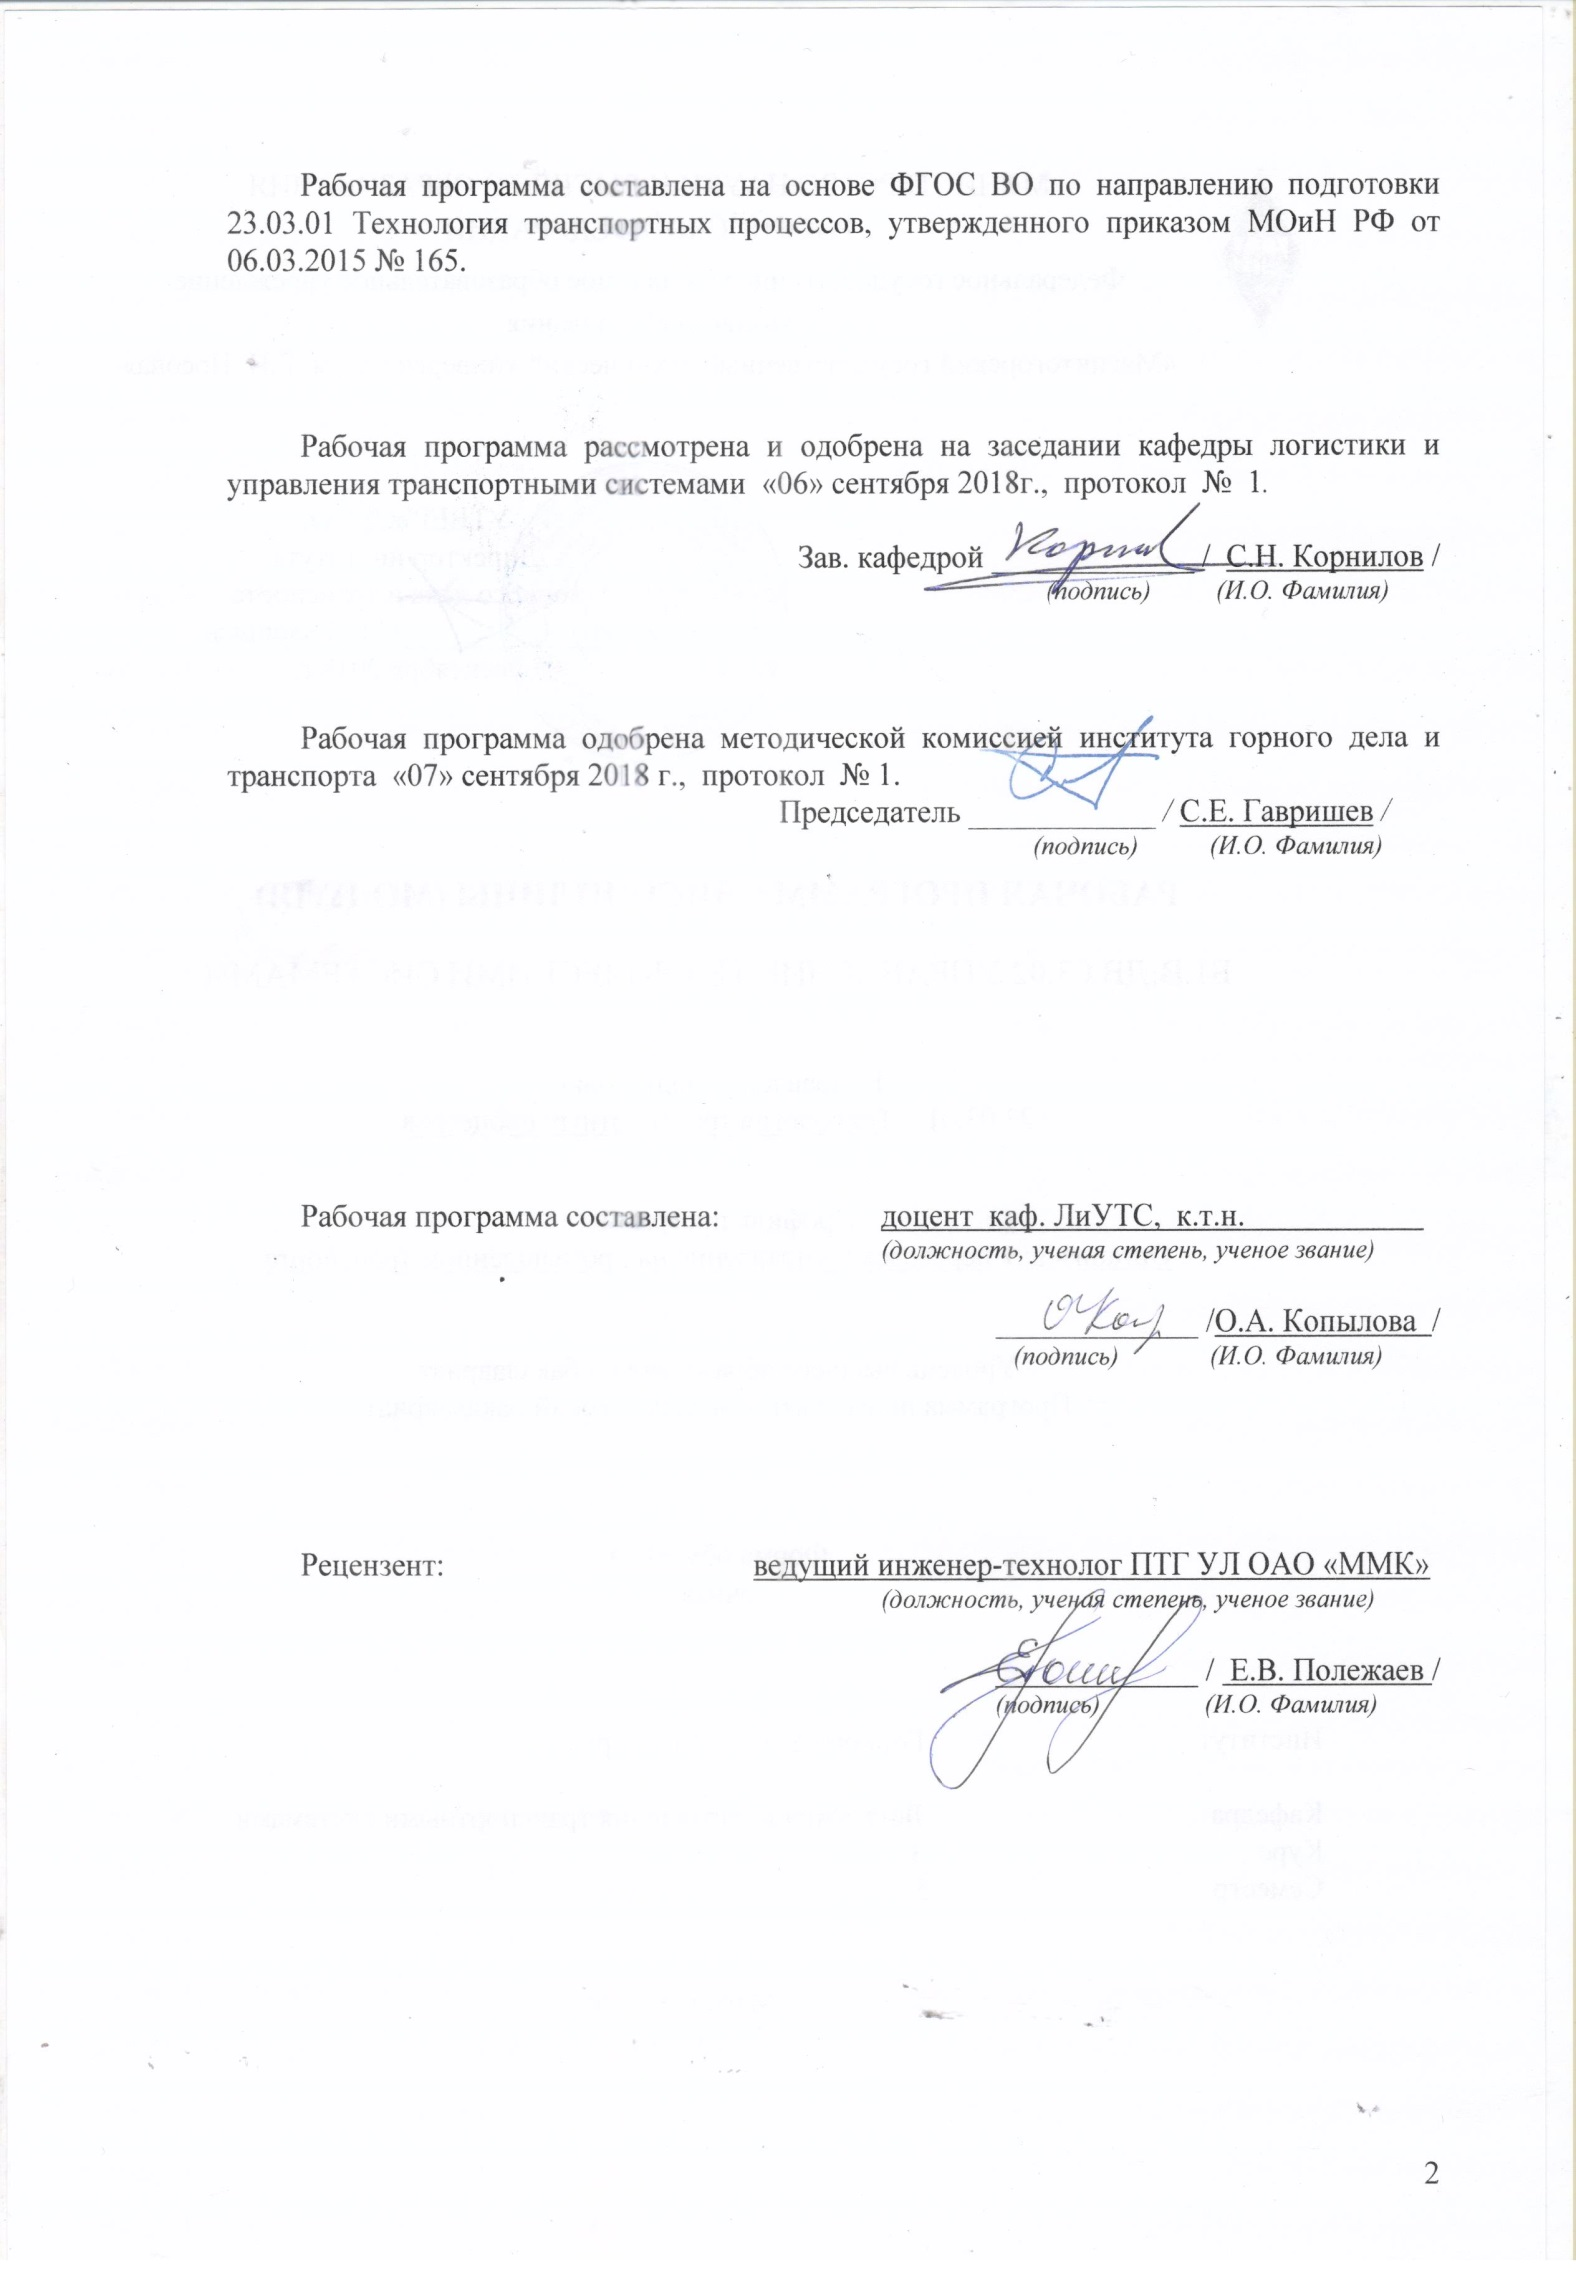 Рабочая программа составлена на основе ФГОС ВО по направлению подготовки
23.03.01 Технология транспортных процессов, утвержденного приказом МОиН РФ от
06.03.2015 № 165.
Рабочая программа рассмотрена и одобрена на заседании кафедры логистики и
управления транспортными системами «06» сентября 2018г., протокол № 1.
Зав. кафедрой ____________ / С.Н. Корнилов /
(подпись) (И.О. Фамилия)
Рабочая программа одобрена методической комиссией института горного дела и
транспорта «07» сентября 2018 г., протокол № 1.
Председатель ____________ / С.Е. Гавришев /
(подпись) (И.О. Фамилия)
Рабочая программа составлена: доцент каф. ЛиУТС, к.т.н.
(должность, ученая степень, ученое звание)
____________ /О.А. Копылова /
(подпись) (И.О. Фамилия)
Рецензент: ведущий инженер-технолог ПТГ УЛ ОАО «ММК»
(должность, ученая степень, ученое звание)
____________ / Е.В. Полежаев /
(подпись) (И.О. Фамилия)
2